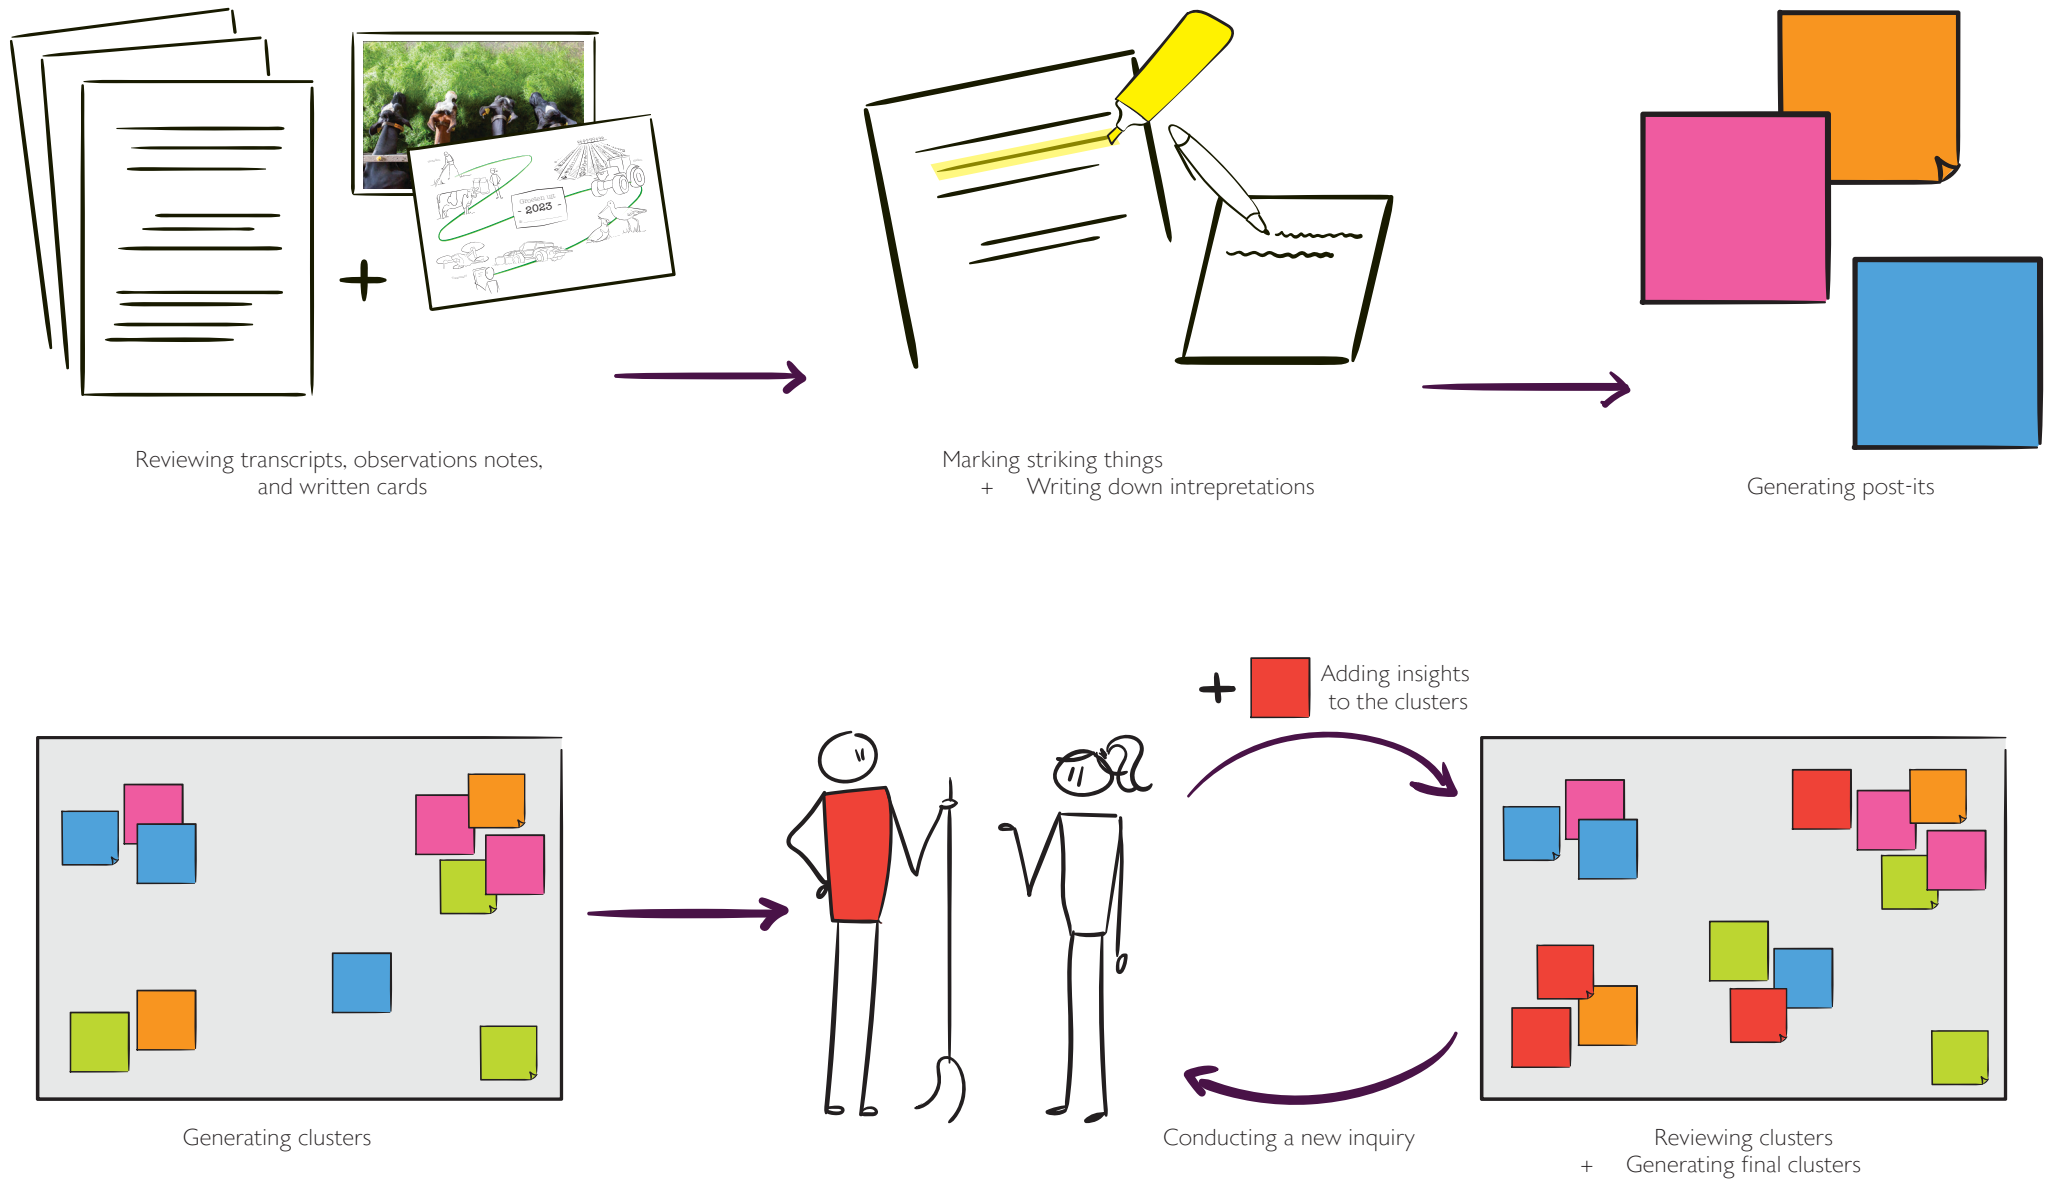 2023
Reviewing transcripts, observations notes,
and written cards
Marking striking things
+ Writing down intrepretations
Generating post-its
Adding insights
to the clusters
Generating clusters
Conducting a new inquiry
Reviewing clusters
+ Generating final clusters